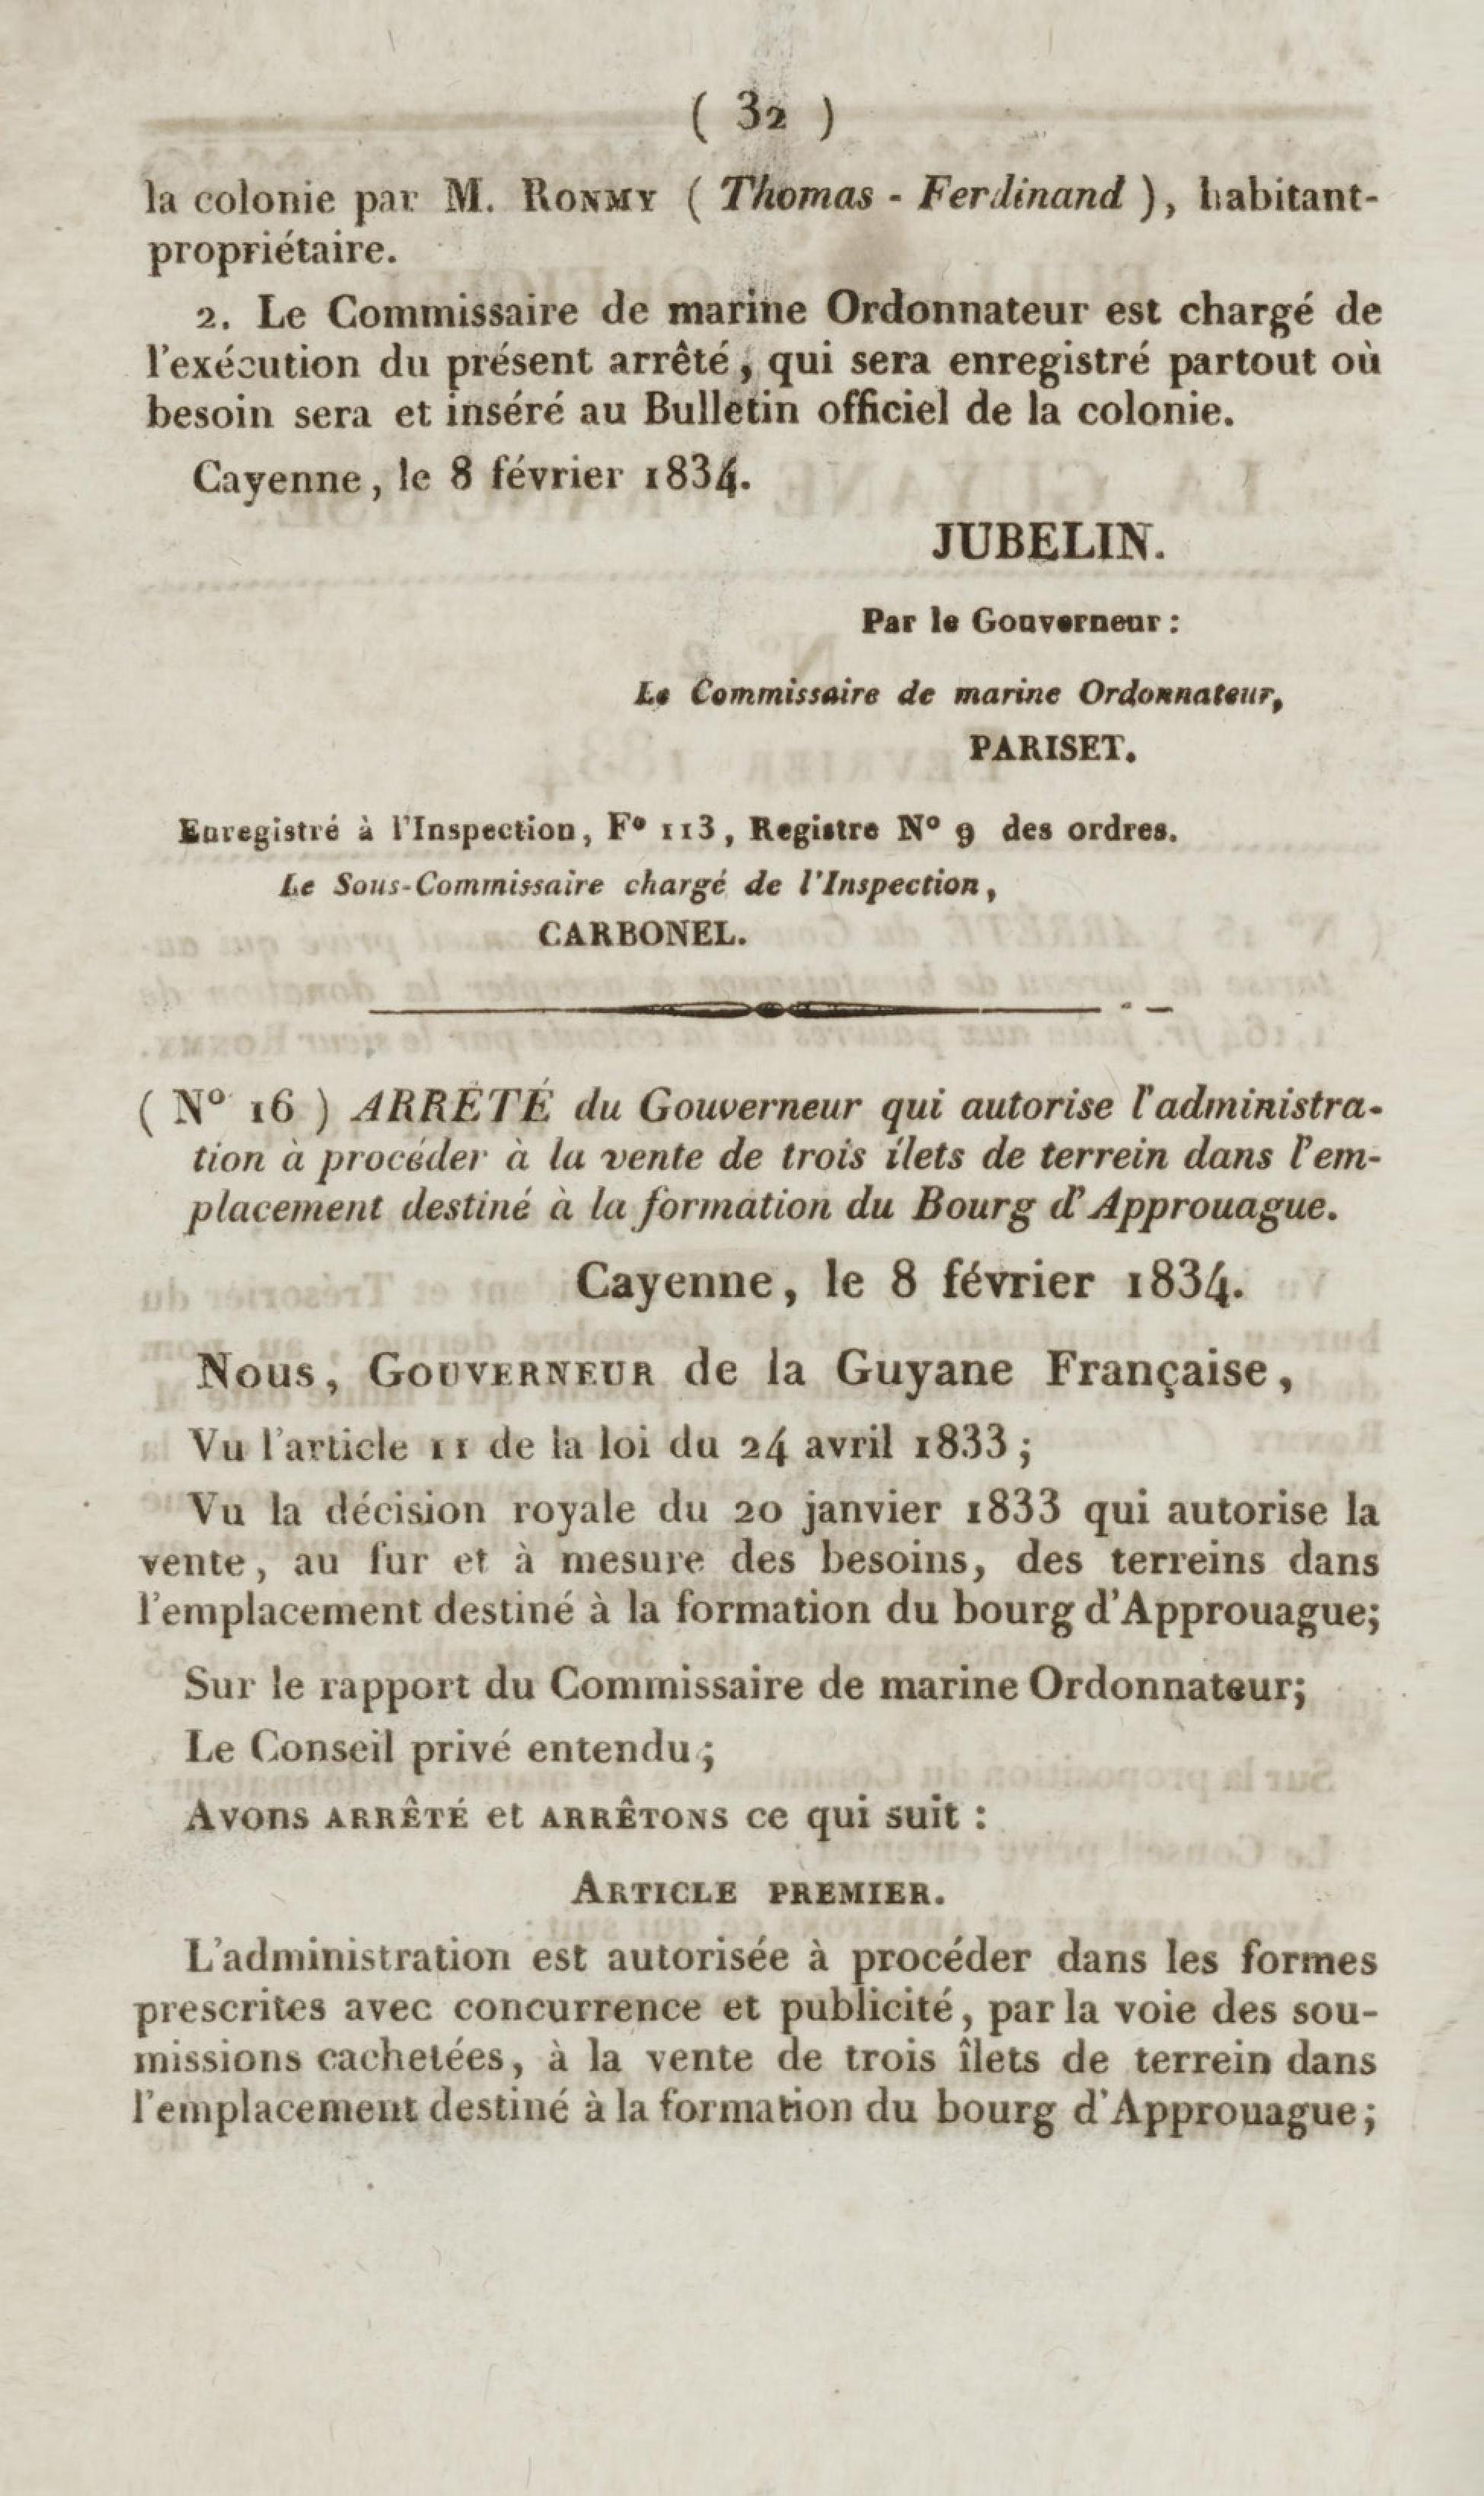 ( 32 )
la colonie par M. RONMY ( Thomas - Ferdinand ), habitant-
propriétaire.
2. Le Commissaire de marine Ordonnateur est chargé de
l'exécution du présent arrêté, qui sera enregistré partout où
besoin sera et inséré au Bulletin officiel de la colonie.
Cayenne, le 8 février 1834.
JUBELIN.
Par le Gouverneur :
Le Commissaire de marine Ordonnateur,
PARISET.
Enregistré à l'Inspection, F° 113, Registre N° 9 des ordres.
Le Sous-Commissaire chargé de l'Inspection,
CARBONEL.
( N° 16 ) ARRÊTÉ du Gouverneur qui autorise l'administra-
tion à procéder à la vente de trois îlets de terrein dans l'em-
placement destiné à la formation du Bourg d'Approuague.
Cayenne, le 8 février 1834.
Nous, GOUVERNEUR de la Guyane Française,
Vu l'article 11 de la loi du 24 avril 1833 ;
Vu la décision royale du 20 janvier 1833 qui autorise la
vente, au fur et à mesure des besoins, des terreins dans
l'emplacement destiné à la formation du bourg d'Approuague;
Sur le rapport du Commissaire de marine Ordonnateur;
Le Conseil privé entendu ;
Avons ARRÊTÉ et ARRÊTONS ce qui suit :
ARTICLE PREMIER.
L'administration est autorisée à procéder dans les formes
prescrites avec concurrence et publicité, par la voie des sou-
missions cachetées, à la vente de trois îlets de terrein dans
l'emplacement destiné à la formation du bourg d'Approuague;